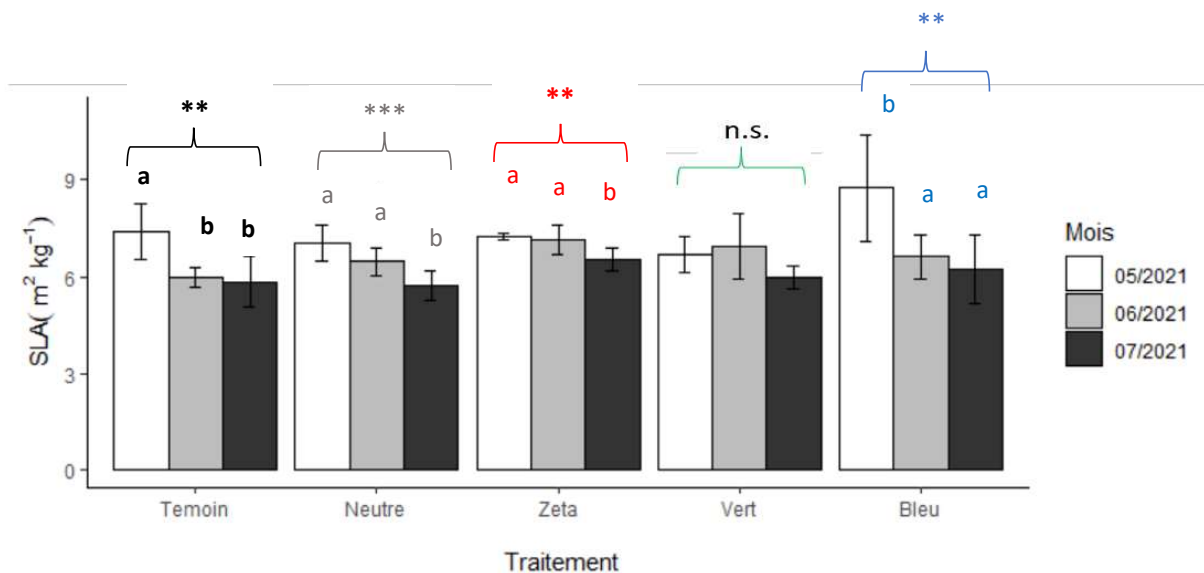 **
** *** ** n.s. b
a a a a b a a
b b a b
9
6
3
0
SLA( m² kg⁻¹)
Temoin Neutre Zeta Vert Bleu
Traitement
Mois
05/2021
06/2021
07/2021